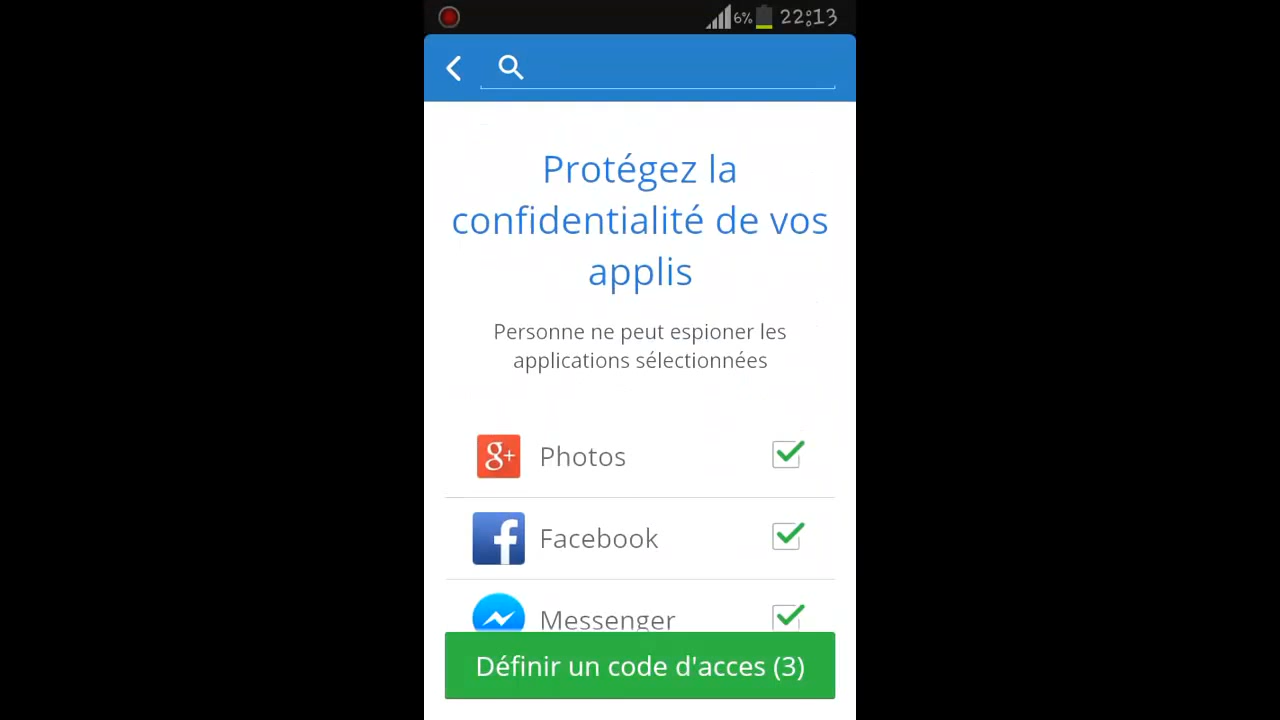 6% 22:13
Protégez la
confidentialité de vos
applis
Personne ne peut espioner les
applications sélectionnées
g+ Photos
f Facebook
Messenger
Définir un code d'acces (3)